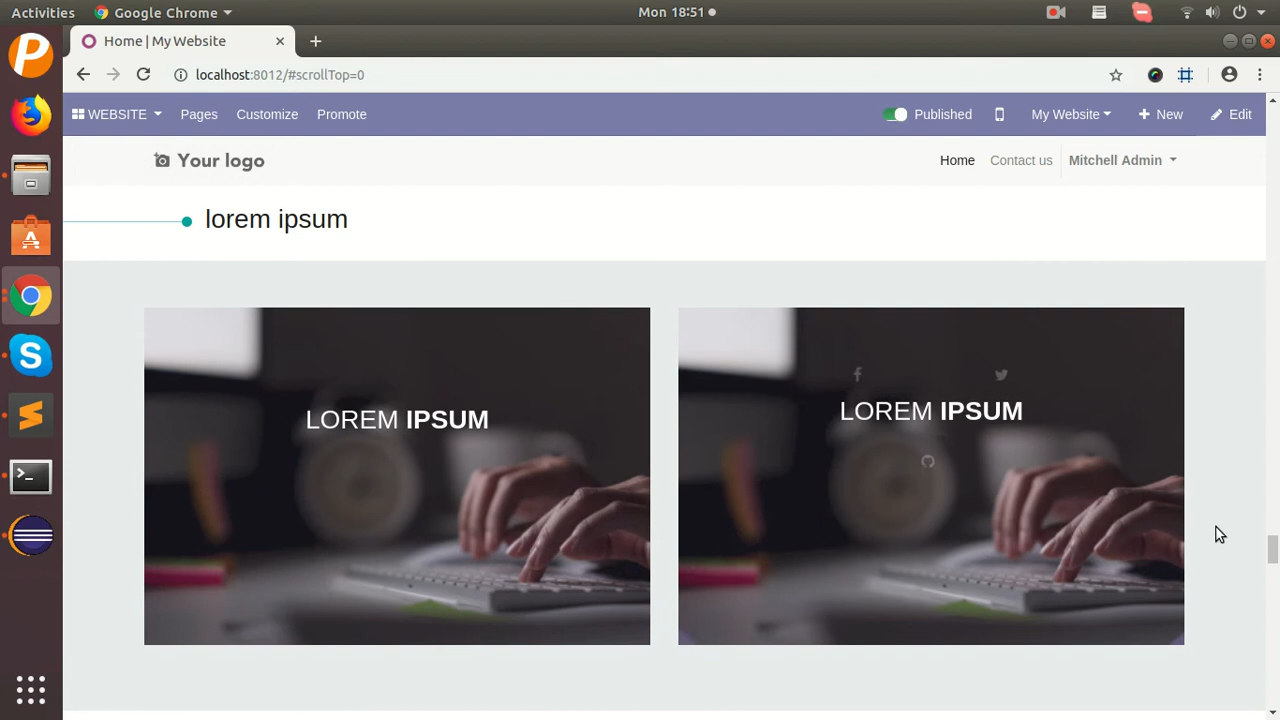 Activities Google Chrome Mon 18:51
Home | My Website
localhost:8012/#scrollTop=0
WEBSITE Pages Customize Promote Published My Website New Edit
Your logo Home Contact us Mitchell Admin
lorem ipsum
LOREM IPSUM
LOREM IPSUM